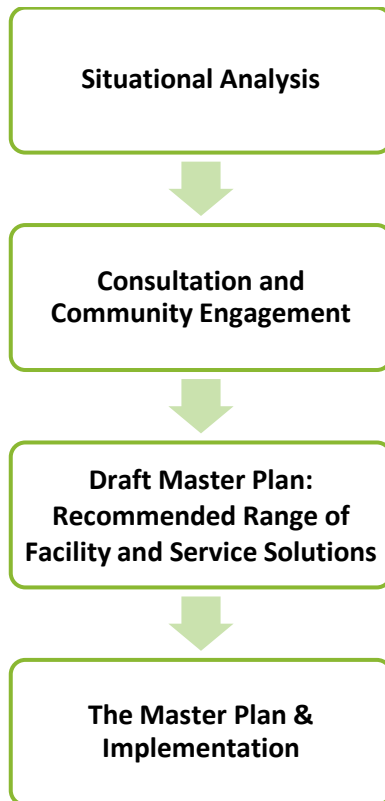 Situational Analysis
Consultation and
Community Engagement
Draft Master Plan:
Recommended Range of
Facility and Service Solutions
The Master Plan &
Implementation